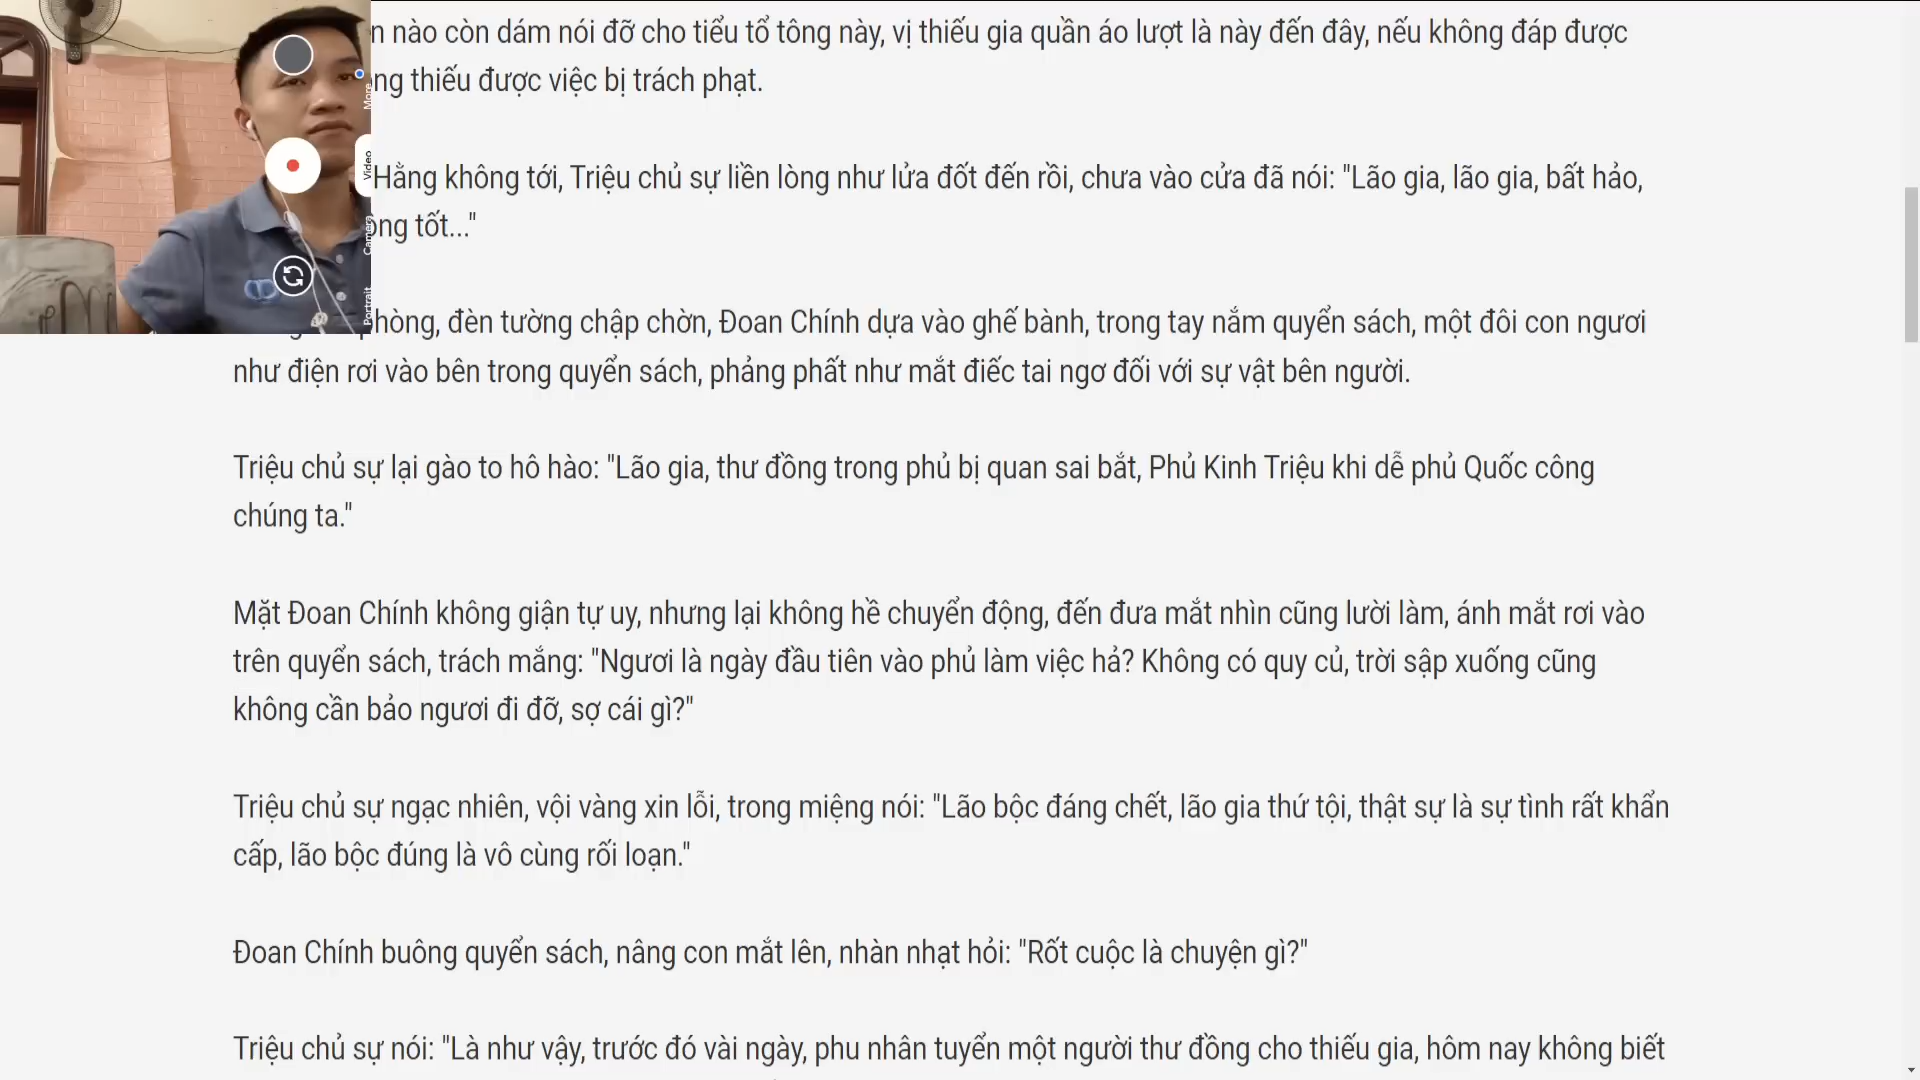 n nào còn dám nói đỡ cho tiểu tổ tông này, vị thiếu gia quần áo lượt là này đến đây, nếu không đáp được
ng thiếu được việc bị trách phạt.
Hằng không tới, Triệu chủ sự liền lòng như lửa đốt đến rồi, chưa vào cửa đã nói: "Lão gia, lão gia, bất hảo,
ông tốt..."
hòng, đèn tường chập chờn, Đoan Chính dựa vào ghế bành, trong tay nắm quyển sách, một đôi con ngươi
như điện rơi vào bên trong quyển sách, phảng phất như mắt điếc tai ngơ đối với sự vật bên người.
Triệu chủ sự lại gào to hô hào: "Lão gia, thư đồng trong phủ bị quan sai bắt, Phủ Kinh Triệu khi dễ phủ Quốc công
chúng ta."
Mặt Đoan Chính không giận tự uy, nhưng lại không hề chuyển động, đến đưa mắt nhìn cũng lười làm, ánh mắt rơi vào
trên quyển sách, trách mắng: "Ngươi là ngày đầu tiên vào phủ làm việc hả? Không có quy củ, trời sập xuống cũng
không cần bảo ngươi đi đỡ, sợ cái gì?"
Triệu chủ sự ngạc nhiên, vội vàng xin lỗi, trong miệng nói: "Lão bộc đáng chết, lão gia thứ tội, thật sự là sự tình rất khẩn
cấp, lão bộc đúng là vô cùng rối loạn."
Đoan Chính buông quyển sách, nâng con mắt lên, nhàn nhạt hỏi: "Rốt cuộc là chuyện gì?"
Triệu chủ sự nói: "Là như vậy, trước đó vài ngày, phu nhân tuyển một người thư đồng cho thiếu gia, hôm nay không biết
More
Video
Camera
Portrait